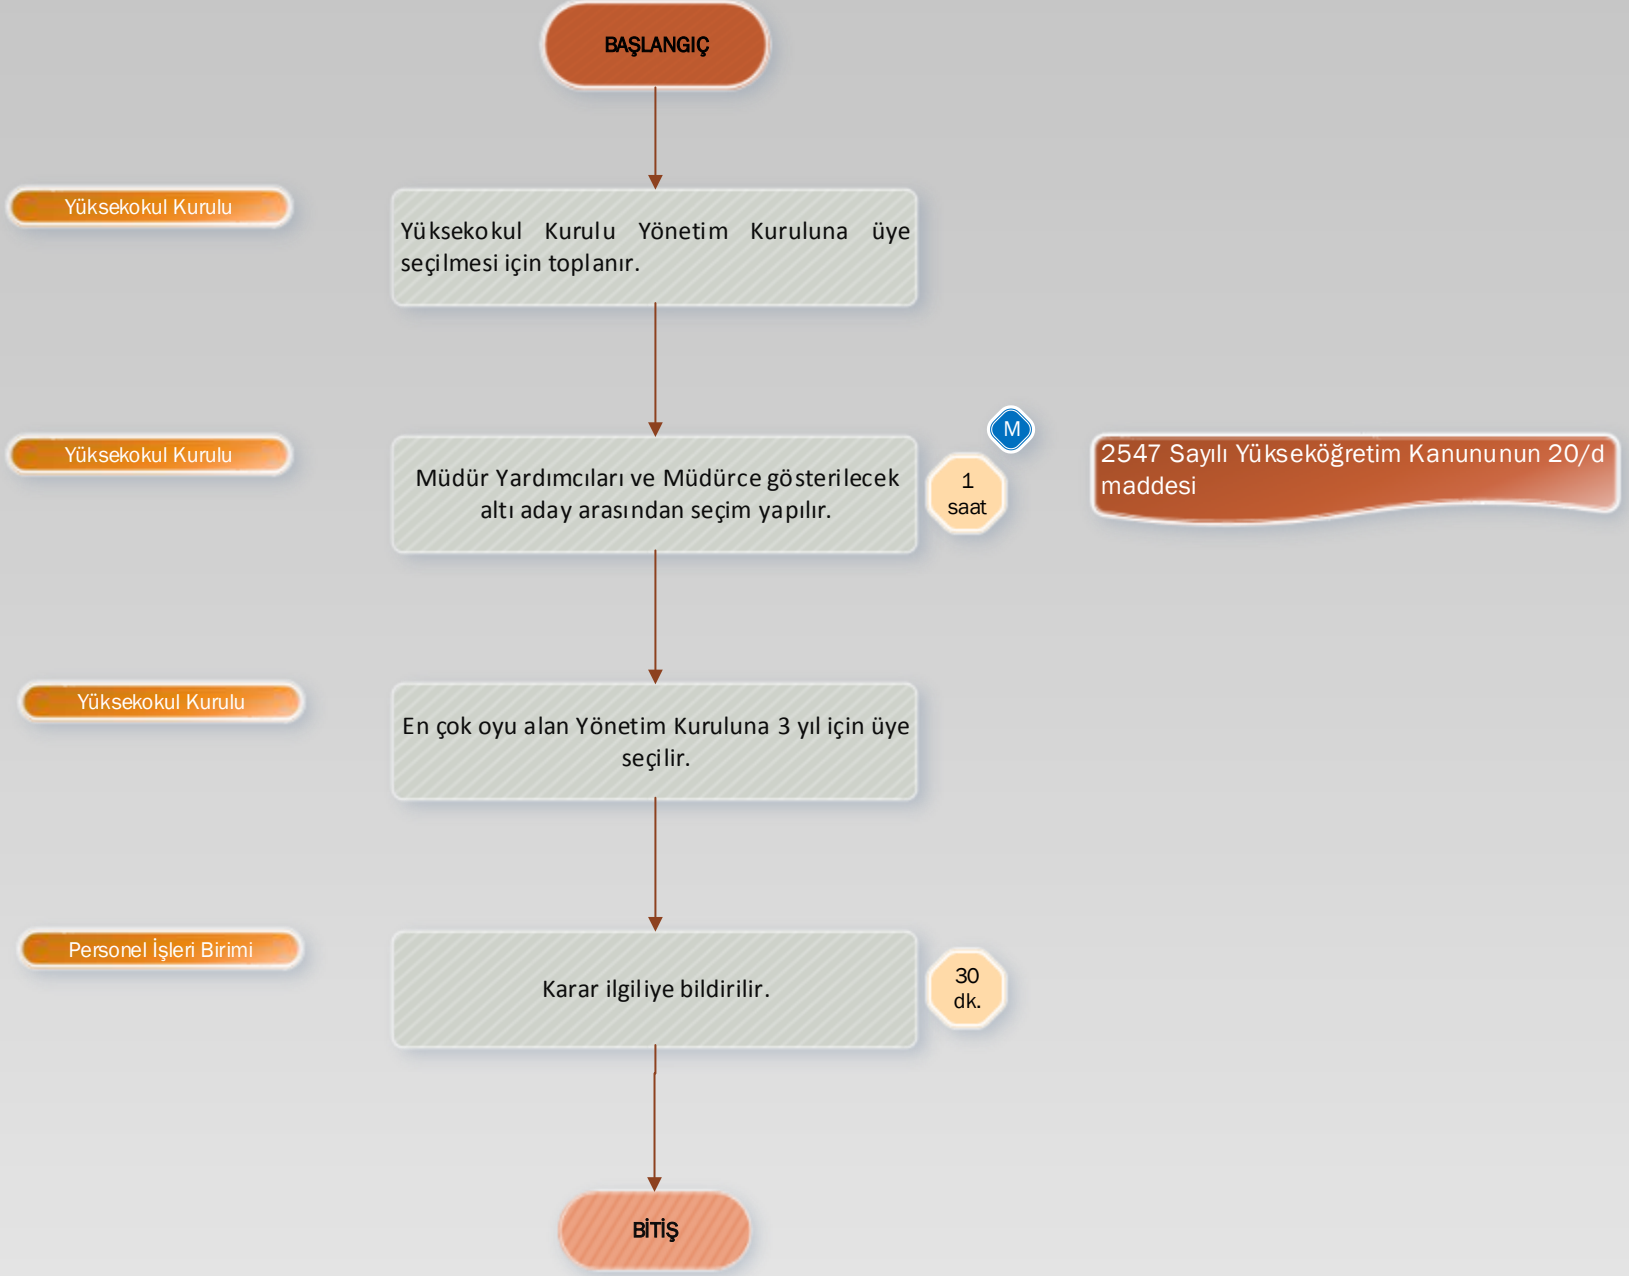 BAŞLANGIÇ
Yüksekokul Kurulu
Yüksekokul Kurulu Yönetim Kuruluna üye
seçilmesi için toplanır.
Yüksekokul Kurulu
Müdür Yardımcıları ve Müdürce gösterilecek
altı aday arasından seçim yapılır.
1
saat
M
2547 Sayılı Yükseköğretim Kanununun 20/d
maddesi
Yüksekokul Kurulu
En çok oyu alan Yönetim Kuruluna 3 yıl için üye
seçilir.
Personel İşleri Birimi
Karar ilgiliye bildirilir.
30
dk.
BİTİŞ